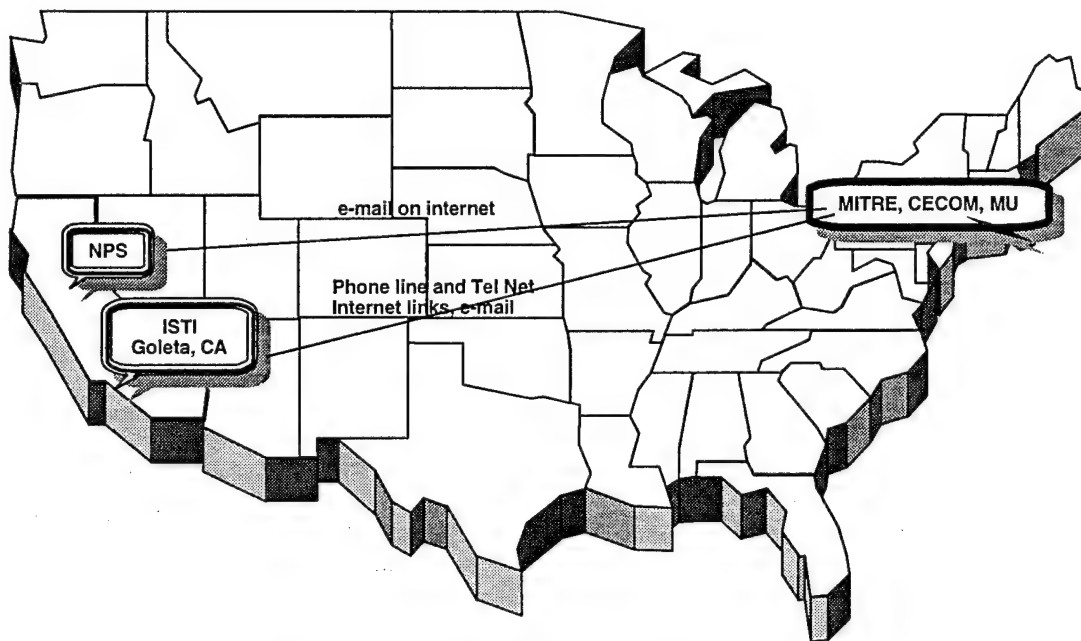 e-mail on internet
MITRE, CECOM, MU
NPS
Phone line and Tel Net
Internet links, e-mail
ISTI
Goleta, CA